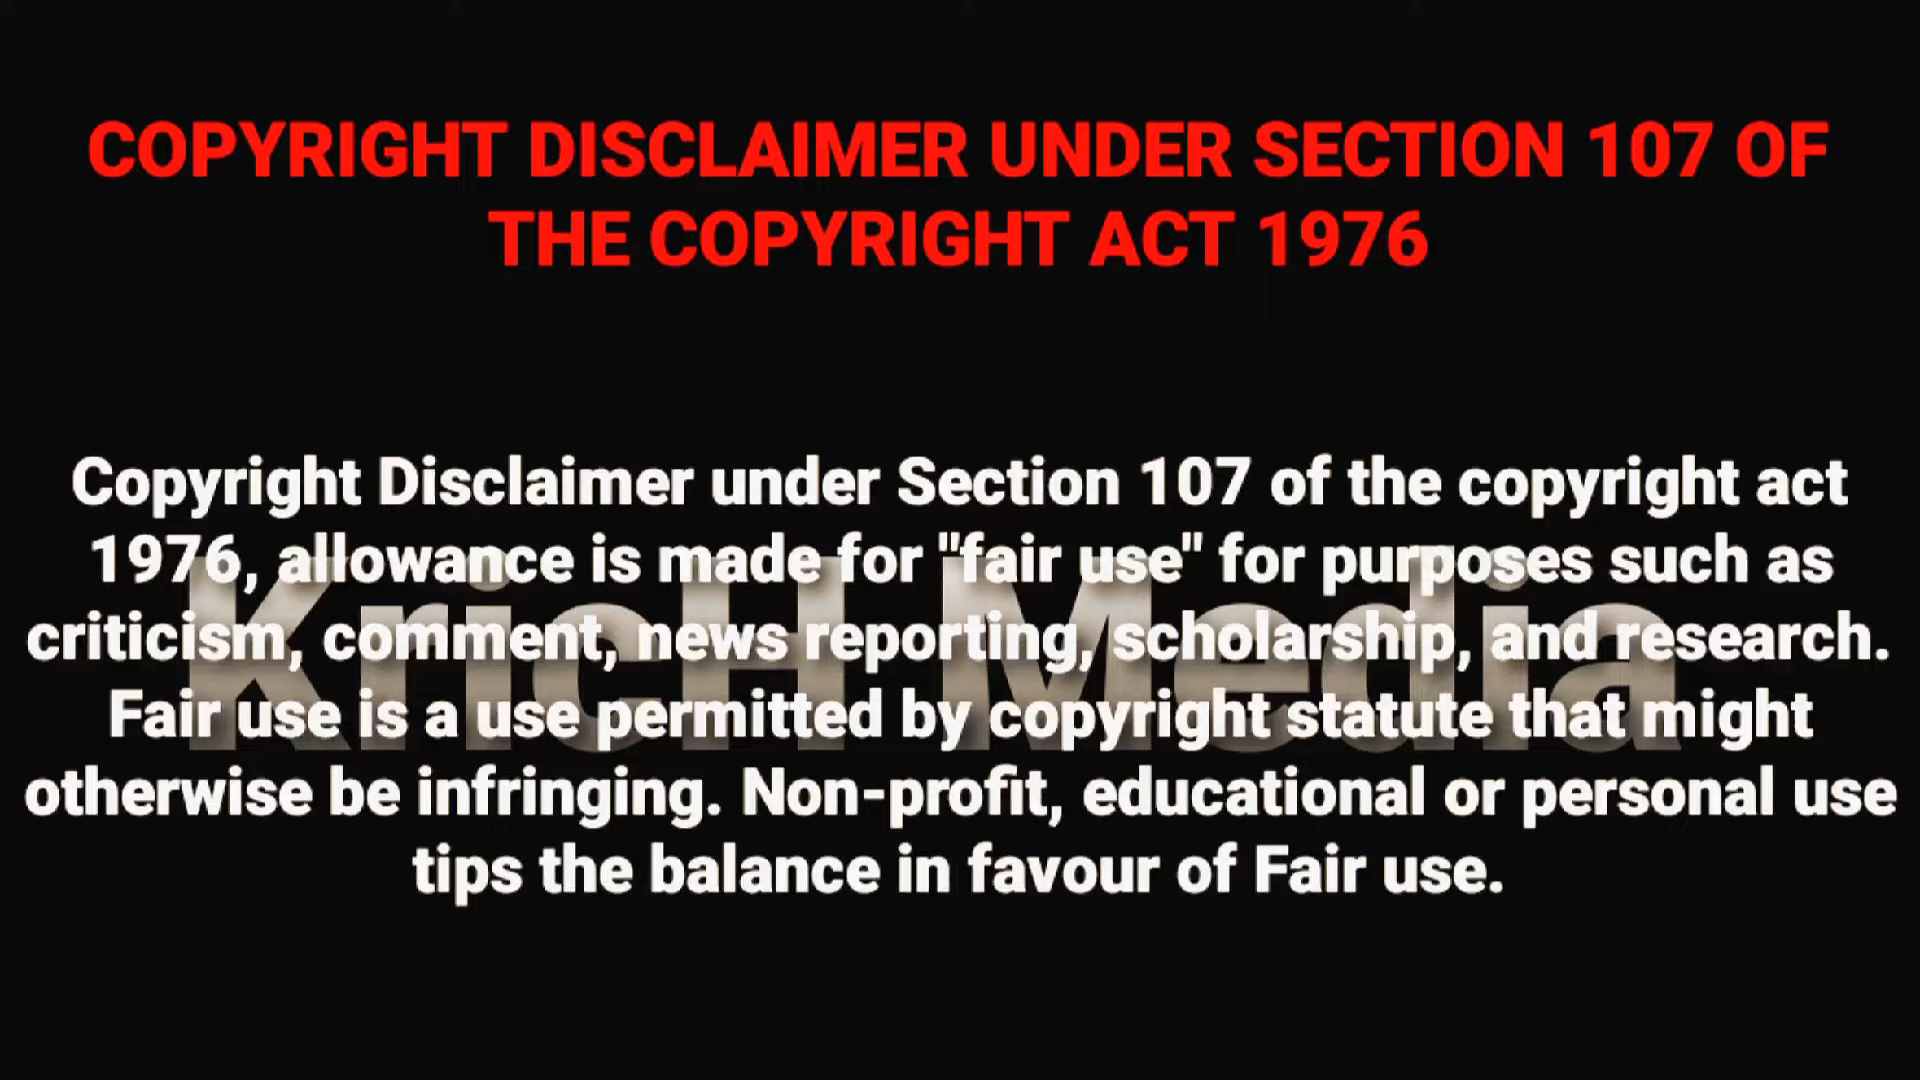 COPYRIGHT DISCLAIMER UNDER SECTION 107 OF
THE COPYRIGHT ACT 1976
Copyright Disclaimer under Section 107 of the copyright act
1976, allowance is made for "fair use" for purposes such as
criticism, comment, news reporting, scholarship, and research.
Fair use is a use permitted by copyright statute that might
otherwise be infringing. Non-profit, educational or personal use
tips the balance in favour of Fair use.
KricH Media